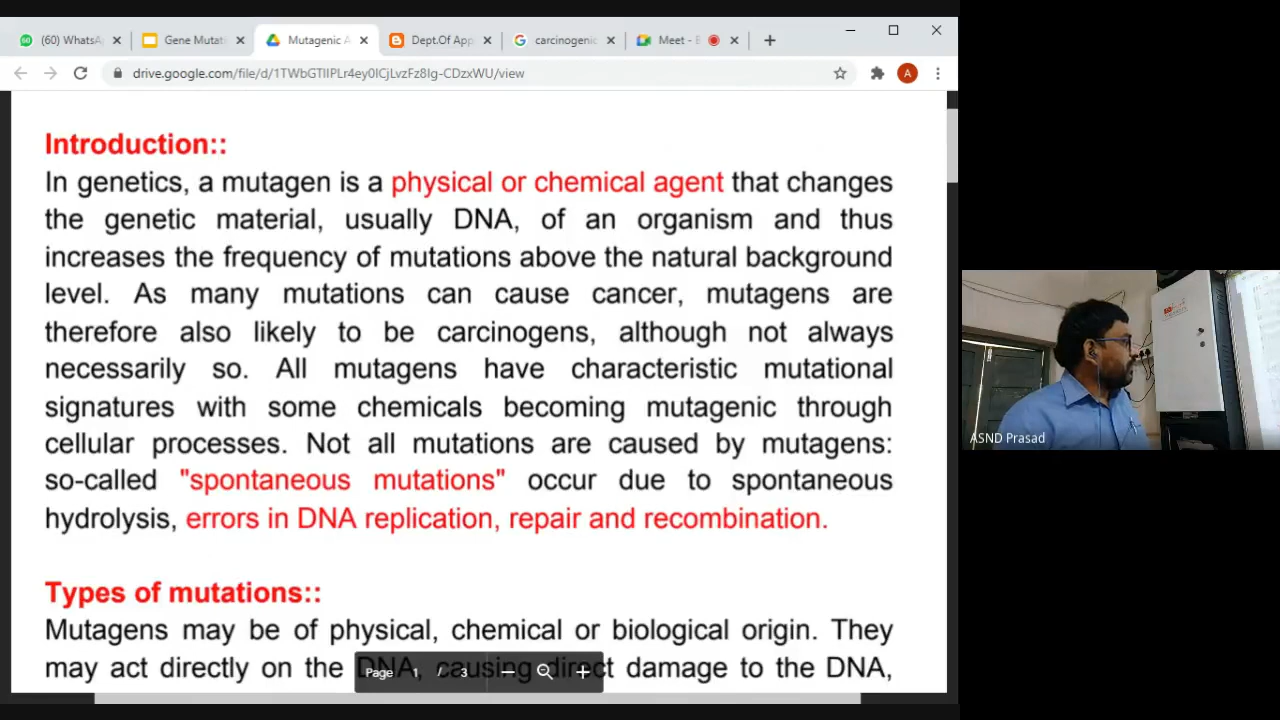 (60) WhatsA
Gene Mutati
Mutagenic A
Dept.Of App
carcinogenic
Meet -
drive.google.com/file/d/1TWbGTIIPLr4ey0ICjLvzFz8Ig-CDzxWU/view
A
Introduction::
In genetics, a mutagen is a physical or chemical agent that changes
the genetic material, usually DNA, of an organism and thus
increases the frequency of mutations above the natural background
level. As many mutations can cause cancer, mutagens are
therefore also likely to be carcinogens, although not always
necessarily so. All mutagens have characteristic mutational
signatures with some chemicals becoming mutagenic through
cellular processes. Not all mutations are caused by mutagens:
so-called "spontaneous mutations" occur due to spontaneous
hydrolysis, errors in DNA replication, repair and recombination.
Types of mutations::
Mutagens may be of physical, chemical or biological origin. They
may act directly on the DNA, causing direct damage to the DNA,
Page 1 / 3
ASND Prasad